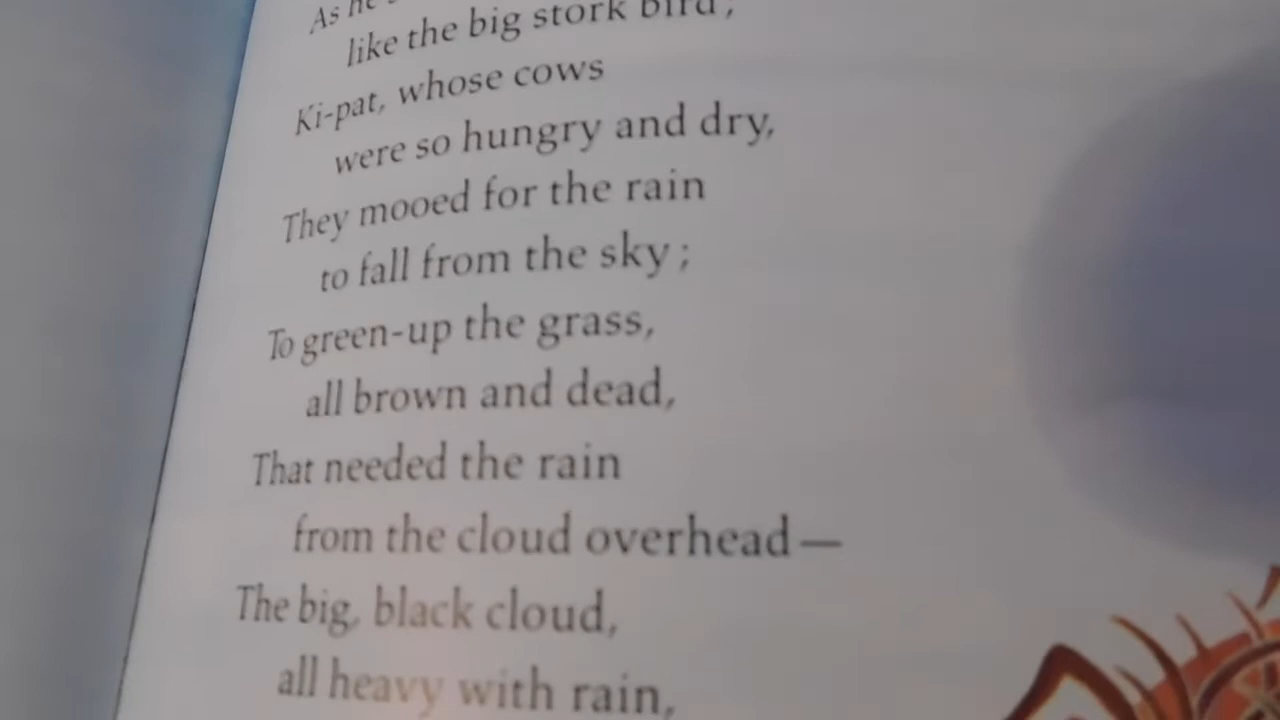 As he
like the big stork bird;
Ki-pat, whose cows
were so hungry and dry,
They mooed for the rain
to fall from the sky;
To green-up the grass,
all brown and dead,
That needed the rain
from the cloud overhead—
The big, black cloud,
all heavy with rain,